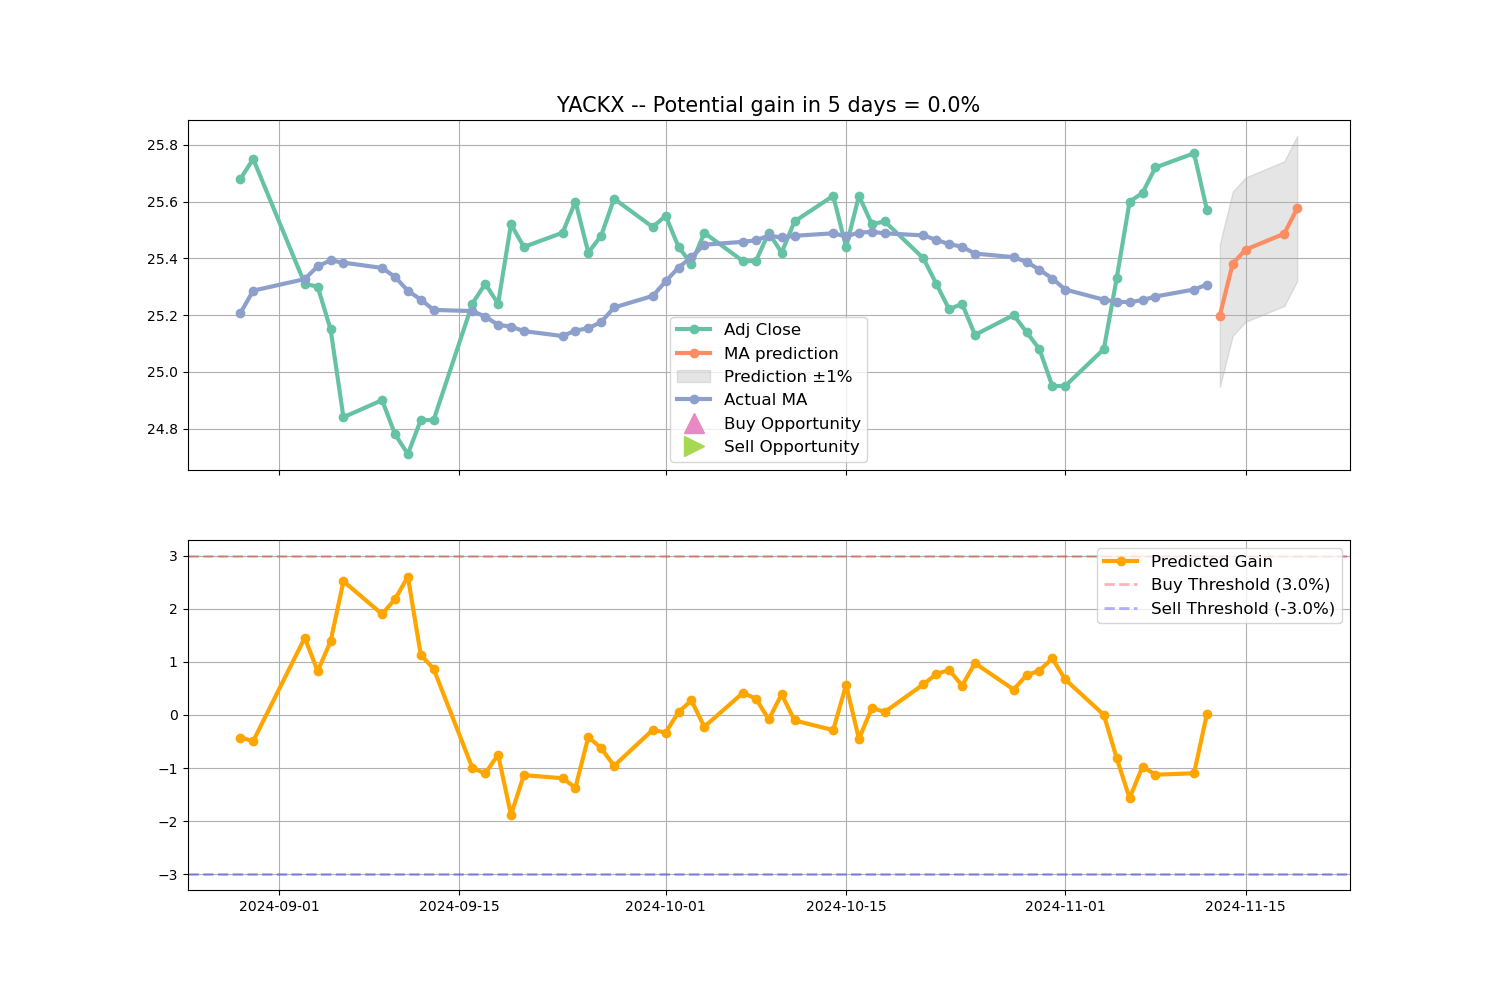 YACKX -- Potential gain in 5 days = 0.0%
25.8
25.6
25.4
25.2
25.0
24.8
Adj Close
MA prediction
Prediction ±1%
Actual MA
Buy Opportunity
Sell Opportunity
3
2
1
0
−1
−2
−3
Predicted Gain
Buy Threshold (3.0%)
Sell Threshold (-3.0%)
2024-09-01
2024-09-15
2024-10-01
2024-10-15
2024-11-01
2024-11-15